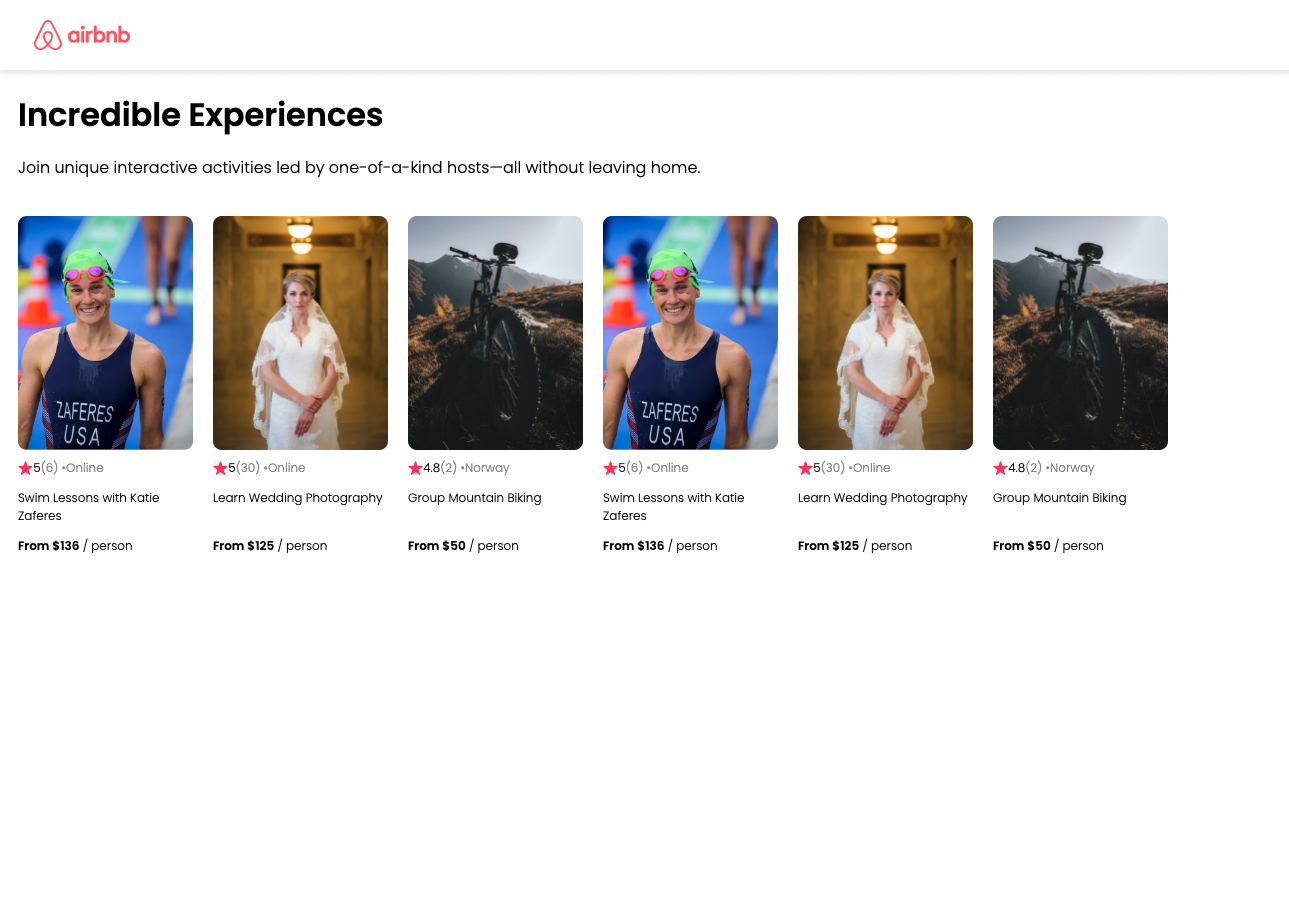 airbnb
Incredible Experiences
Join unique interactive activities led by one-of-a-kind hosts—all without leaving home.
ZAFERES
USA
ZAFERES
USA
5(6) •Online
5(30) •Online
4.8(2) •Norway
5(6) •Online
5(30) •Online
4.8(2) •Norway
Swim Lessons with Katie
Zaferes
Learn Wedding Photography
Group Mountain Biking
Swim Lessons with Katie
Zaferes
Learn Wedding Photography
Group Mountain Biking
From $136 / person
From $125 / person
From $50 / person
From $136 / person
From $125 / person
From $50 / person